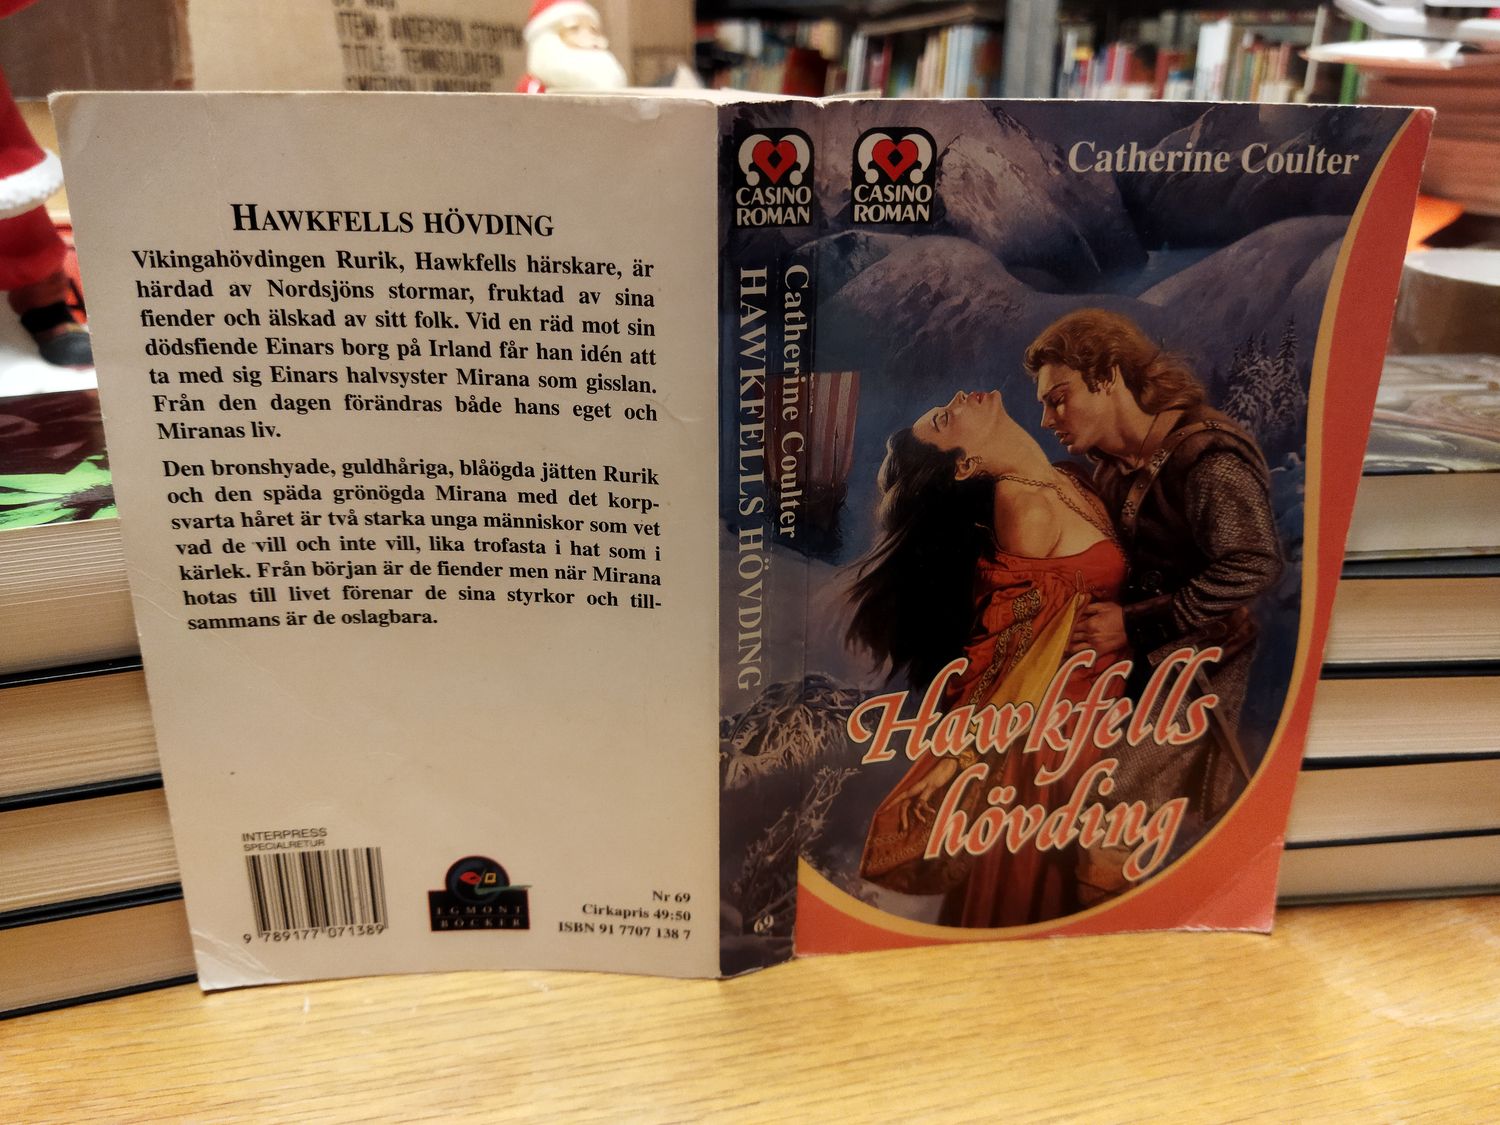 ITEM: ANDERSON
TITLE:
HAWKFELLS HÖVDING
Vikingahövdingen Rurik, Hawkfells härskare, är
härdad av Nordsjöns stormar, fruktad av sina
fiender och älskad av sitt folk. Vid en räd mot sin
dödsfiende Einars borg på Irland får han idén att
ta med sig Einars halvsyster Mirana som gisslan.
Från den dagen förändras både hans eget och
Miranas liv.
Den bronshyade, guldhåriga, blåögda jätten Rurik
och den späda grönögda Mirana med det korp-
svarta håret är två starka unga människor som vet
vad de vill och inte vill, lika trofasta i hat som i
kärlek. Från början är de fiender men när Mirana
hotas till livet förenar de sina styrkor och till-
sammans är de oslagbara.
INTERPRESS
SPECIALRETUR
9 789177 071389
EGMONT
BÖCKER
Nr 69
Cirkapris 49:50
ISBN 91 7707 138 7
CASINO
ROMAN
Catherine Coulter
HAWKFELLS HÖVDING
69
CASINO
ROMAN
Catherine Coulter
Hawkfells
hövding